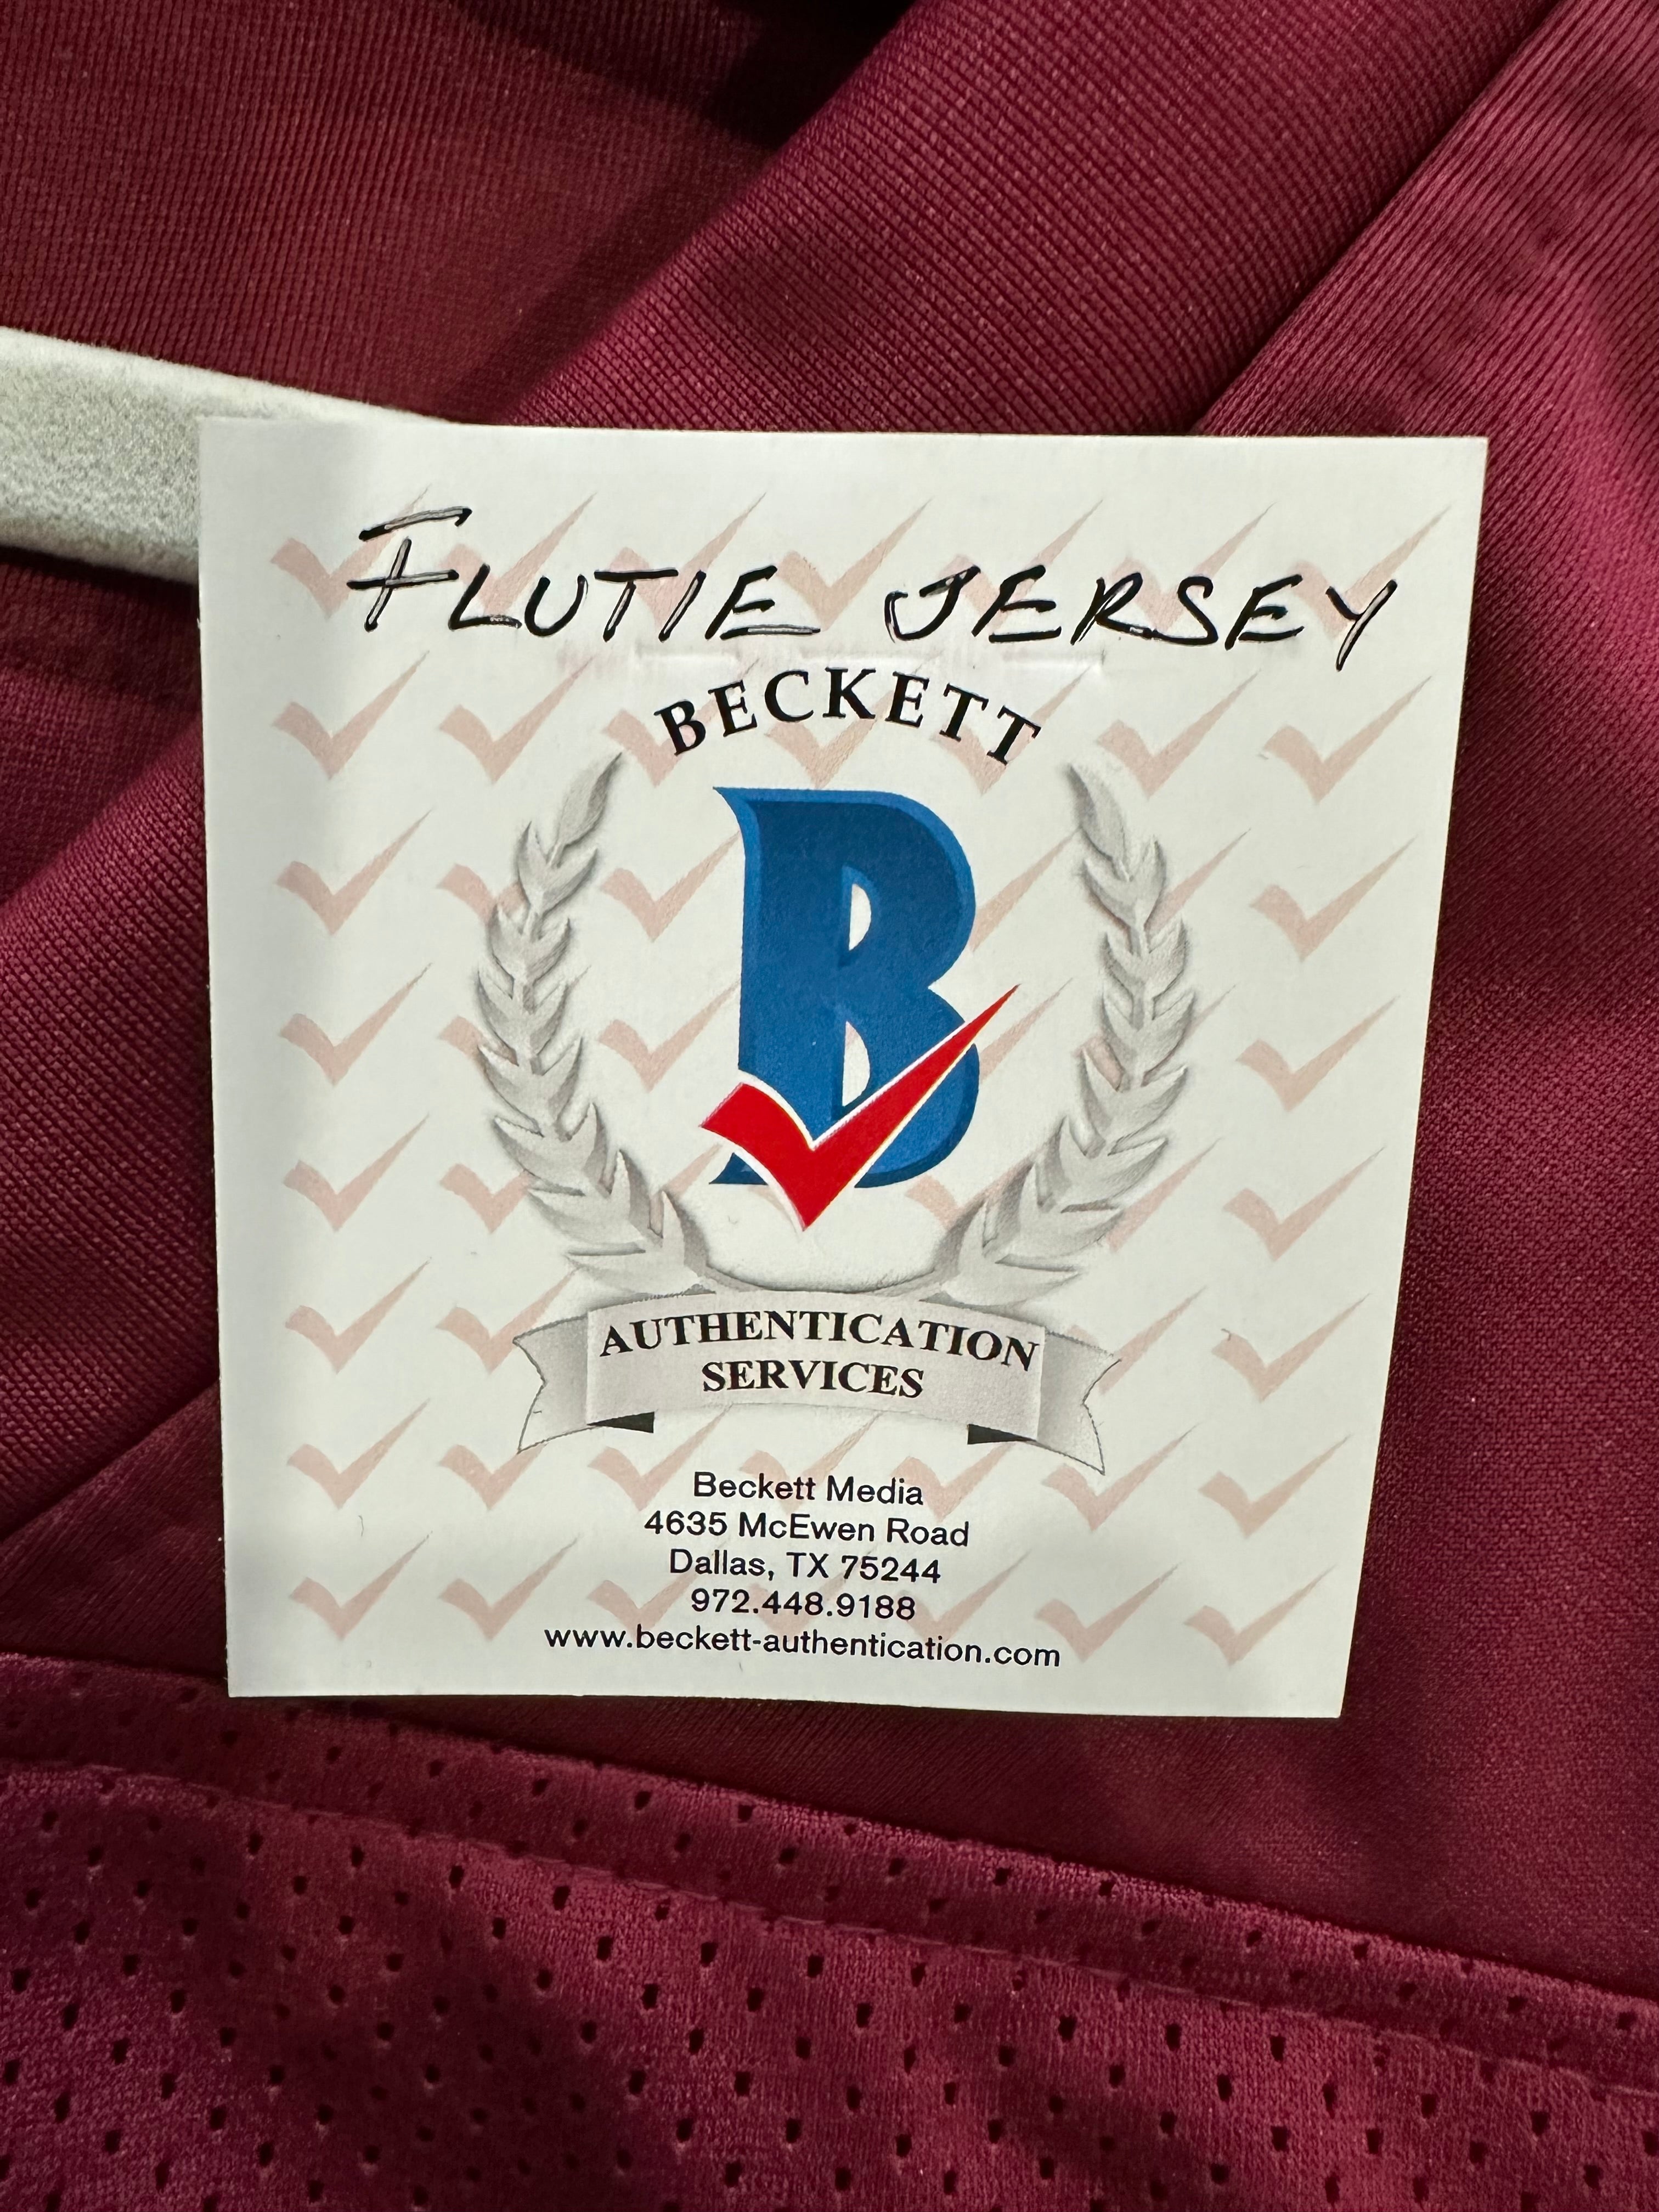 FLUTIE JERSEY
BECKETT
B
AUTHENTICATION
SERVICES
Beckett Media
4635 McEwen Road
Dallas, TX 75244
972.448.9188
www.beckett-authentication.com